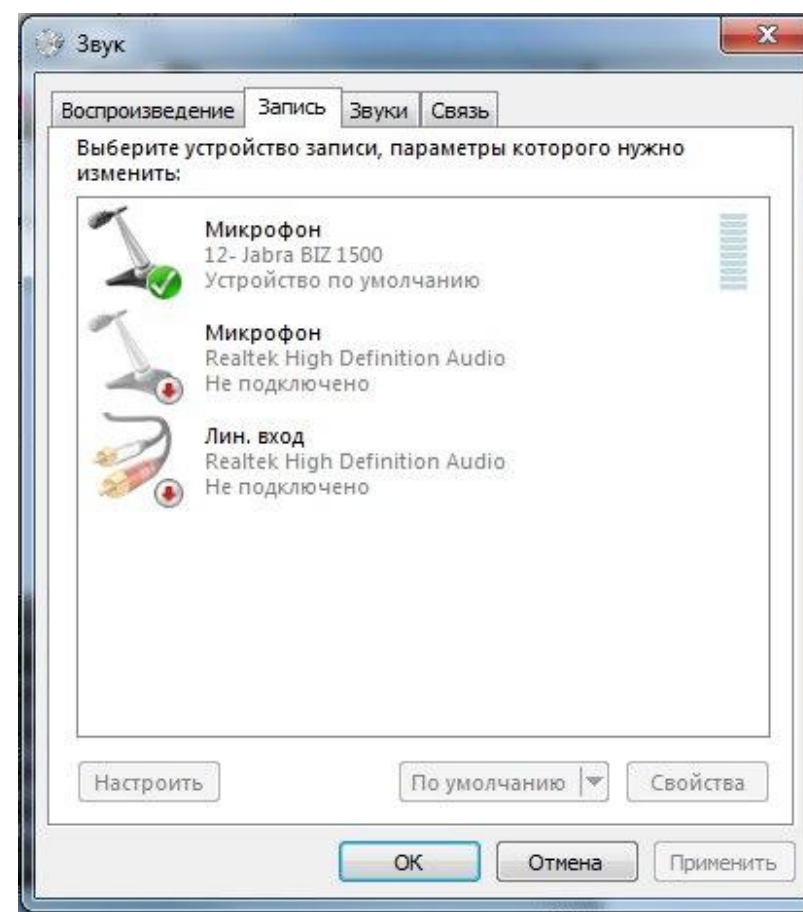 Звук
Воспроизведение Запись Звуки Связь
Выберите устройство записи, параметры которого нужно
изменить:
Микрофон
12- Jabra BIZ 1500
Устройство по умолчанию
Микрофон
Realtek High Definition Audio
Не подключено
Лин. вход
Realtek High Definition Audio
Не подключено
Настроить По умолчанию Свойства
ОК Отмена Применить